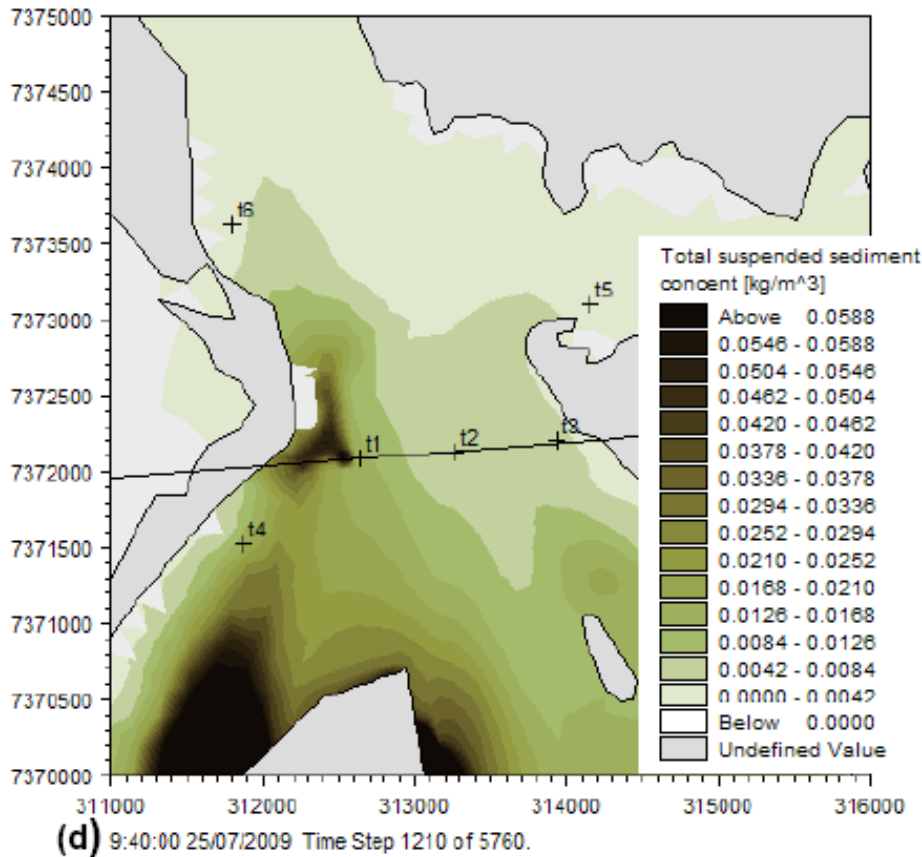 7375000
7374500
7374000
7373500
7373000
7372500
7372000
7371500
7371000
7370500
7370000
t6
t5
t1
t2
t3
t4
Total suspended sediment
concent [kg/m^3]
Above 0.0588
0.0546 - 0.0588
0.0504 - 0.0546
0.0462 - 0.0504
0.0420 - 0.0462
0.0378 - 0.0420
0.0336 - 0.0378
0.0294 - 0.0336
0.0252 - 0.0294
0.0210 - 0.0252
0.0168 - 0.0210
0.0126 - 0.0168
0.0084 - 0.0126
0.0042 - 0.0084
0.0000 - 0.0042
Below 0.0000
Undefined Value
311000 312000 313000 314000 315000 316000
(d) 9:40:00 25/07/2009 Time Step 1210 of 5760.